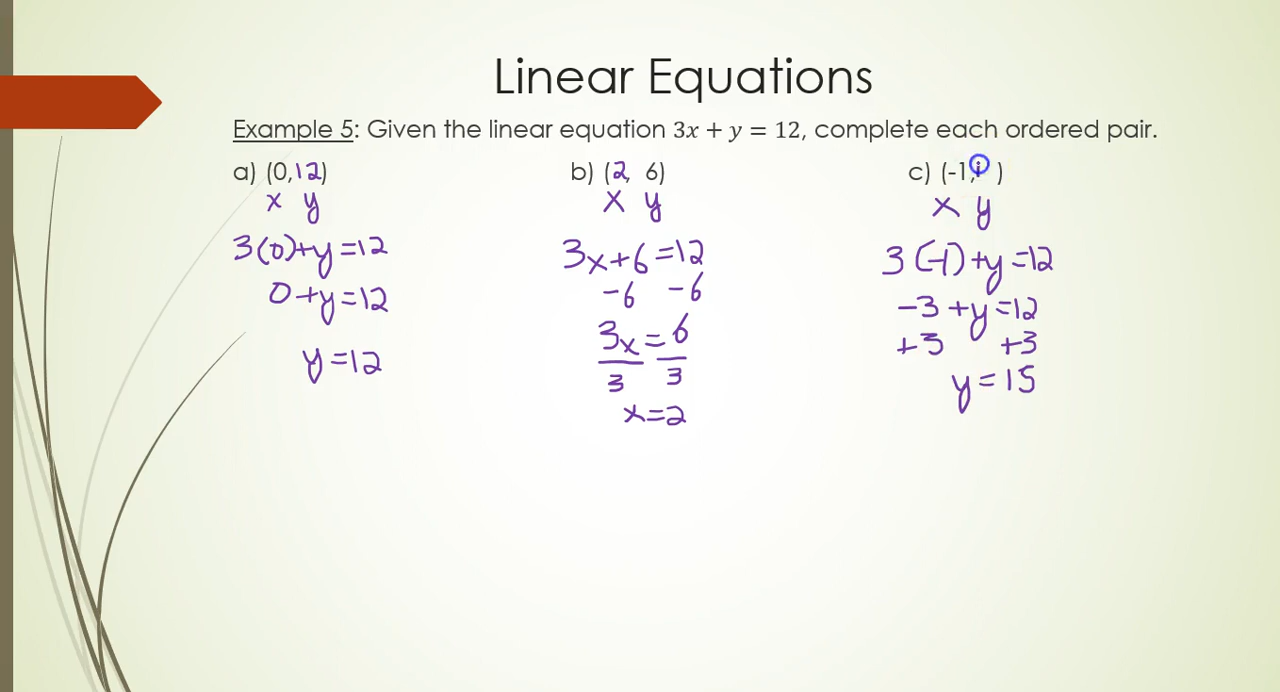 Linear Equations
Example 5: Given the linear equation 3x + y = 12, complete each ordered pair.
a) (0,12)
x y
3(0)+y=12
0+y=12
y=12
b) (2, 6)
x y
3x+6=12
-6 -6
3x=6
3 3
x=2
c) (-1, )
x y
3(-1)+y=12
-3+y=12
+3 +3
y=15